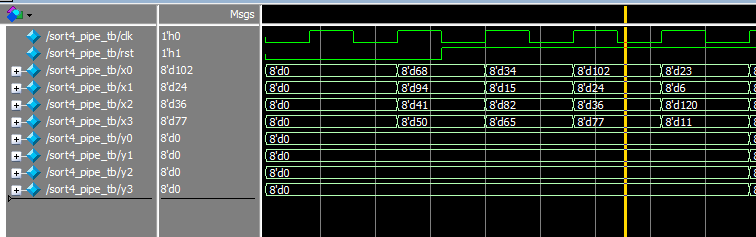 Msgs
/sort4_pipe_tb/clk 1'h0
/sort4_pipe_tb/rst 1'h1
/sort4_pipe_tb/x0 8'd102 8'd0 8'd68 8'd34 8'd102 8'd23
/sort4_pipe_tb/x1 8'd24 8'd0 8'd94 8'd15 8'd24 8'd6
/sort4_pipe_tb/x2 8'd36 8'd0 8'd41 8'd82 8'd36 8'd120
/sort4_pipe_tb/x3 8'd77 8'd0 8'd50 8'd65 8'd77 8'd11
/sort4_pipe_tb/y0 8'd0 8'd0
/sort4_pipe_tb/y1 8'd0 8'd0
/sort4_pipe_tb/y2 8'd0 8'd0
/sort4_pipe_tb/y3 8'd0 8'd0